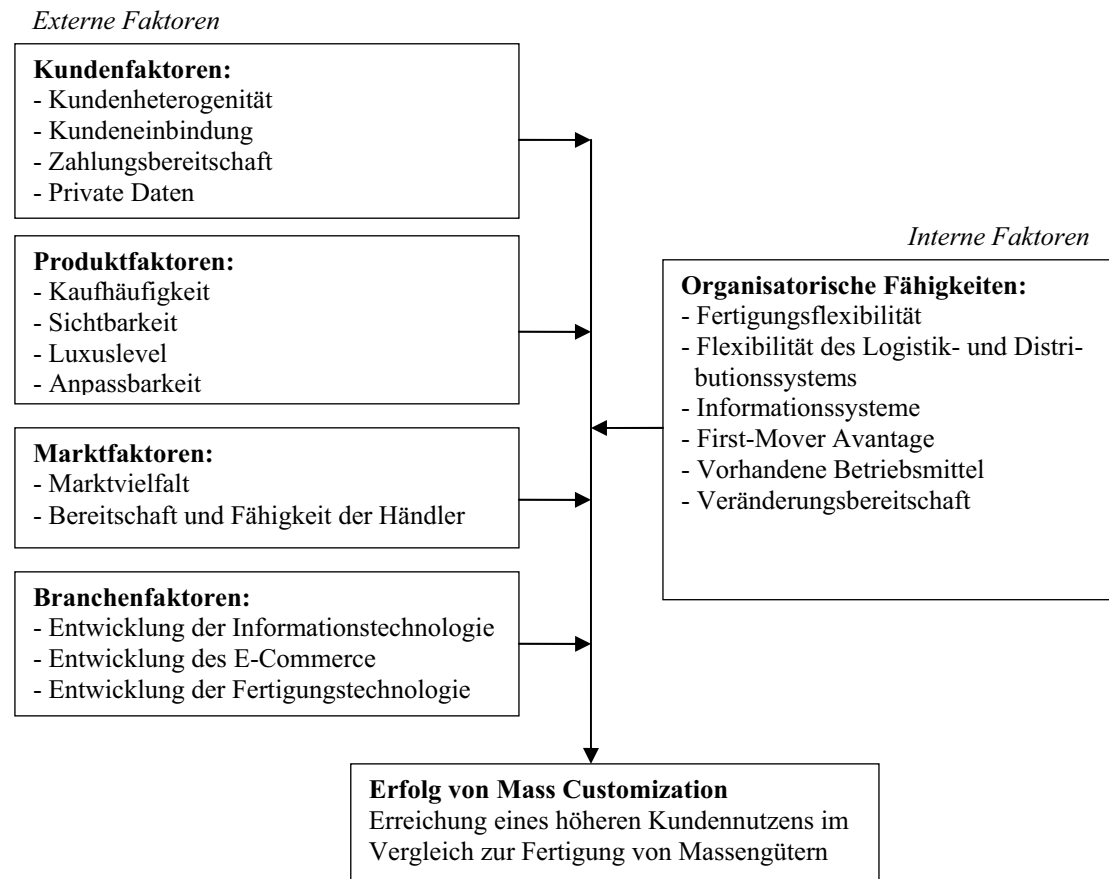 Externe Faktoren
Kundenfaktoren:
- Kundenheterogenität
- Kundeneinbindung
- Zahlungsbereitschaft
- Private Daten
Produktfaktoren:
- Kaufhäufigkeit
- Sichtbarkeit
- Luxuslevel
- Anpassbarkeit
Marktfaktoren:
- Marktvielfalt
- Bereitschaft und Fähigkeit der Händler
Branchenfaktoren:
- Entwicklung der Informationstechnologie
- Entwicklung des E-Commerce
- Entwicklung der Fertigungstechnologie
Interne Faktoren
Organisatorische Fähigkeiten:
- Fertigungsflexibilität
- Flexibilität des Logistik- und Distri-
butionssystems
- Informationssysteme
- First-Mover Avantage
- Vorhandene Betriebsmittel
- Veränderungsbereitschaft
Erfolg von Mass Customization
Erreichung eines höheren Kundennutzens im
Vergleich zur Fertigung von Massengütern